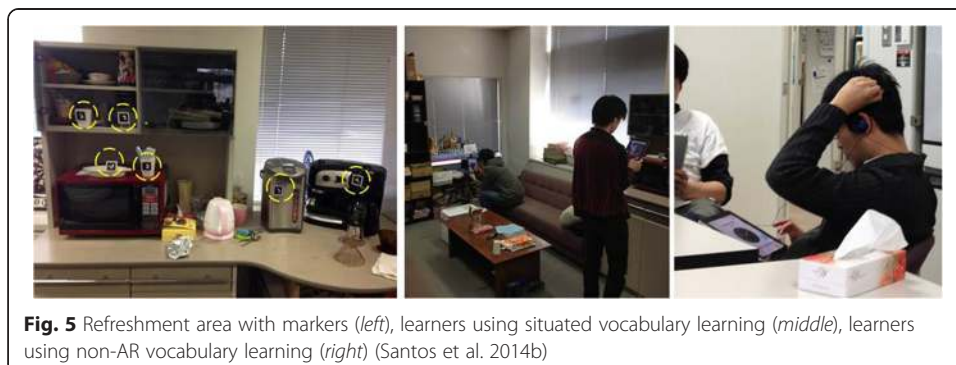 Fig. 5 Refreshment area with markers (left), learners using situated vocabulary learning (middle), learners
using non-AR vocabulary learning (right) (Santos et al. 2014b)